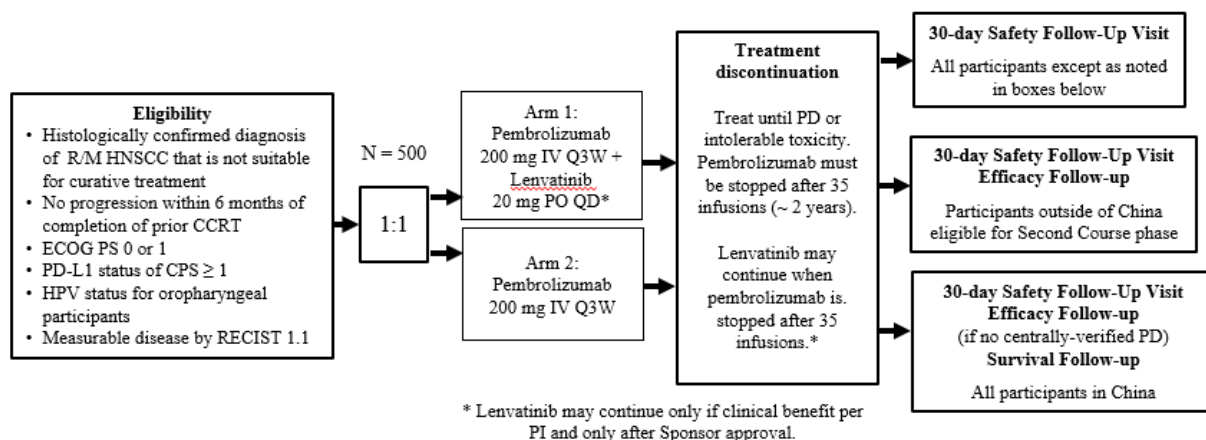 Eligibility
• Histologically confirmed diagnosis
of R/M HNSCC that is not suitable
for curative treatment
• No progression within 6 months of
completion of prior CCRT
• ECOG PS 0 or 1
• PD-L1 status of CPS ≥ 1
• HPV status for oropharyngeal
participants
• Measurable disease by RECIST 1.1
N = 500
1:1
Arm 1:
Pembrolizumab
200 mg IV Q3W +
Lenvatinib
20 mg PO QD*
Arm 2:
Pembrolizumab
200 mg IV Q3W
Treatment
discontinuation
Treat until PD or
intolerable toxicity.
Pembrolizumab must
be stopped after 35
infusions (~ 2 years).
Lenvatinib may
continue when
pembrolizumab is.
stopped after 35
infusions.*
30-day Safety Follow-Up Visit
All participants except as noted
in boxes below
30-day Safety Follow-Up Visit
Efficacy Follow-up
Participants outside of China
eligible for Second Course phase
30-day Safety Follow-Up Visit
Efficacy Follow-up
(if no centrally-verified PD)
Survival Follow-up
All participants in China
* Lenvatinib may continue only if clinical benefit per
PI and only after Sponsor approval.